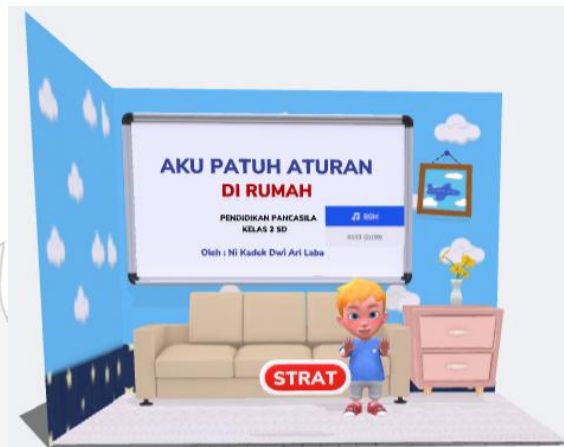 AKU PATUH ATURAN
DI RUMAH
PENDIDIKAN PANCASILA
KELAS 2 SD
BGM
Oleh : Ni Kadek Dwi Ari Laba
STRAT